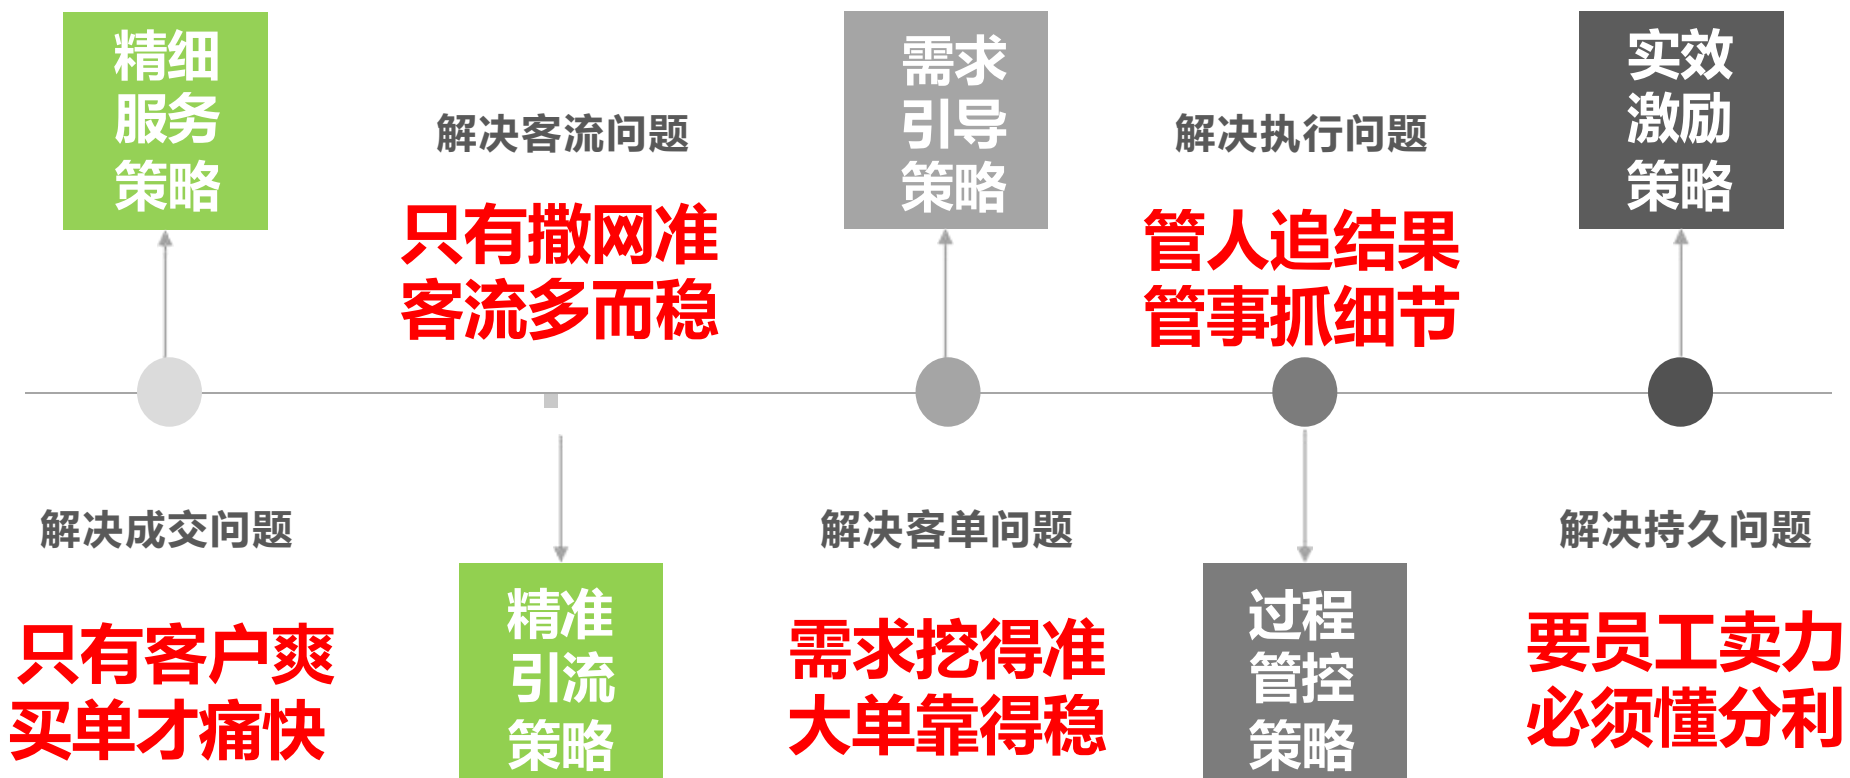 精细
服务
策略
解决成交问题
只有客户爽
买单才痛快
解决客流问题
只有撒网准
客流多而稳
精准
引流
策略
需求
引导
策略
解决客单问题
需求挖得准
大单靠得稳
解决执行问题
管人追结果
管事抓细节
过程
管控
策略
实效
激励
策略
解决持久问题
要员工卖力
必须懂分利